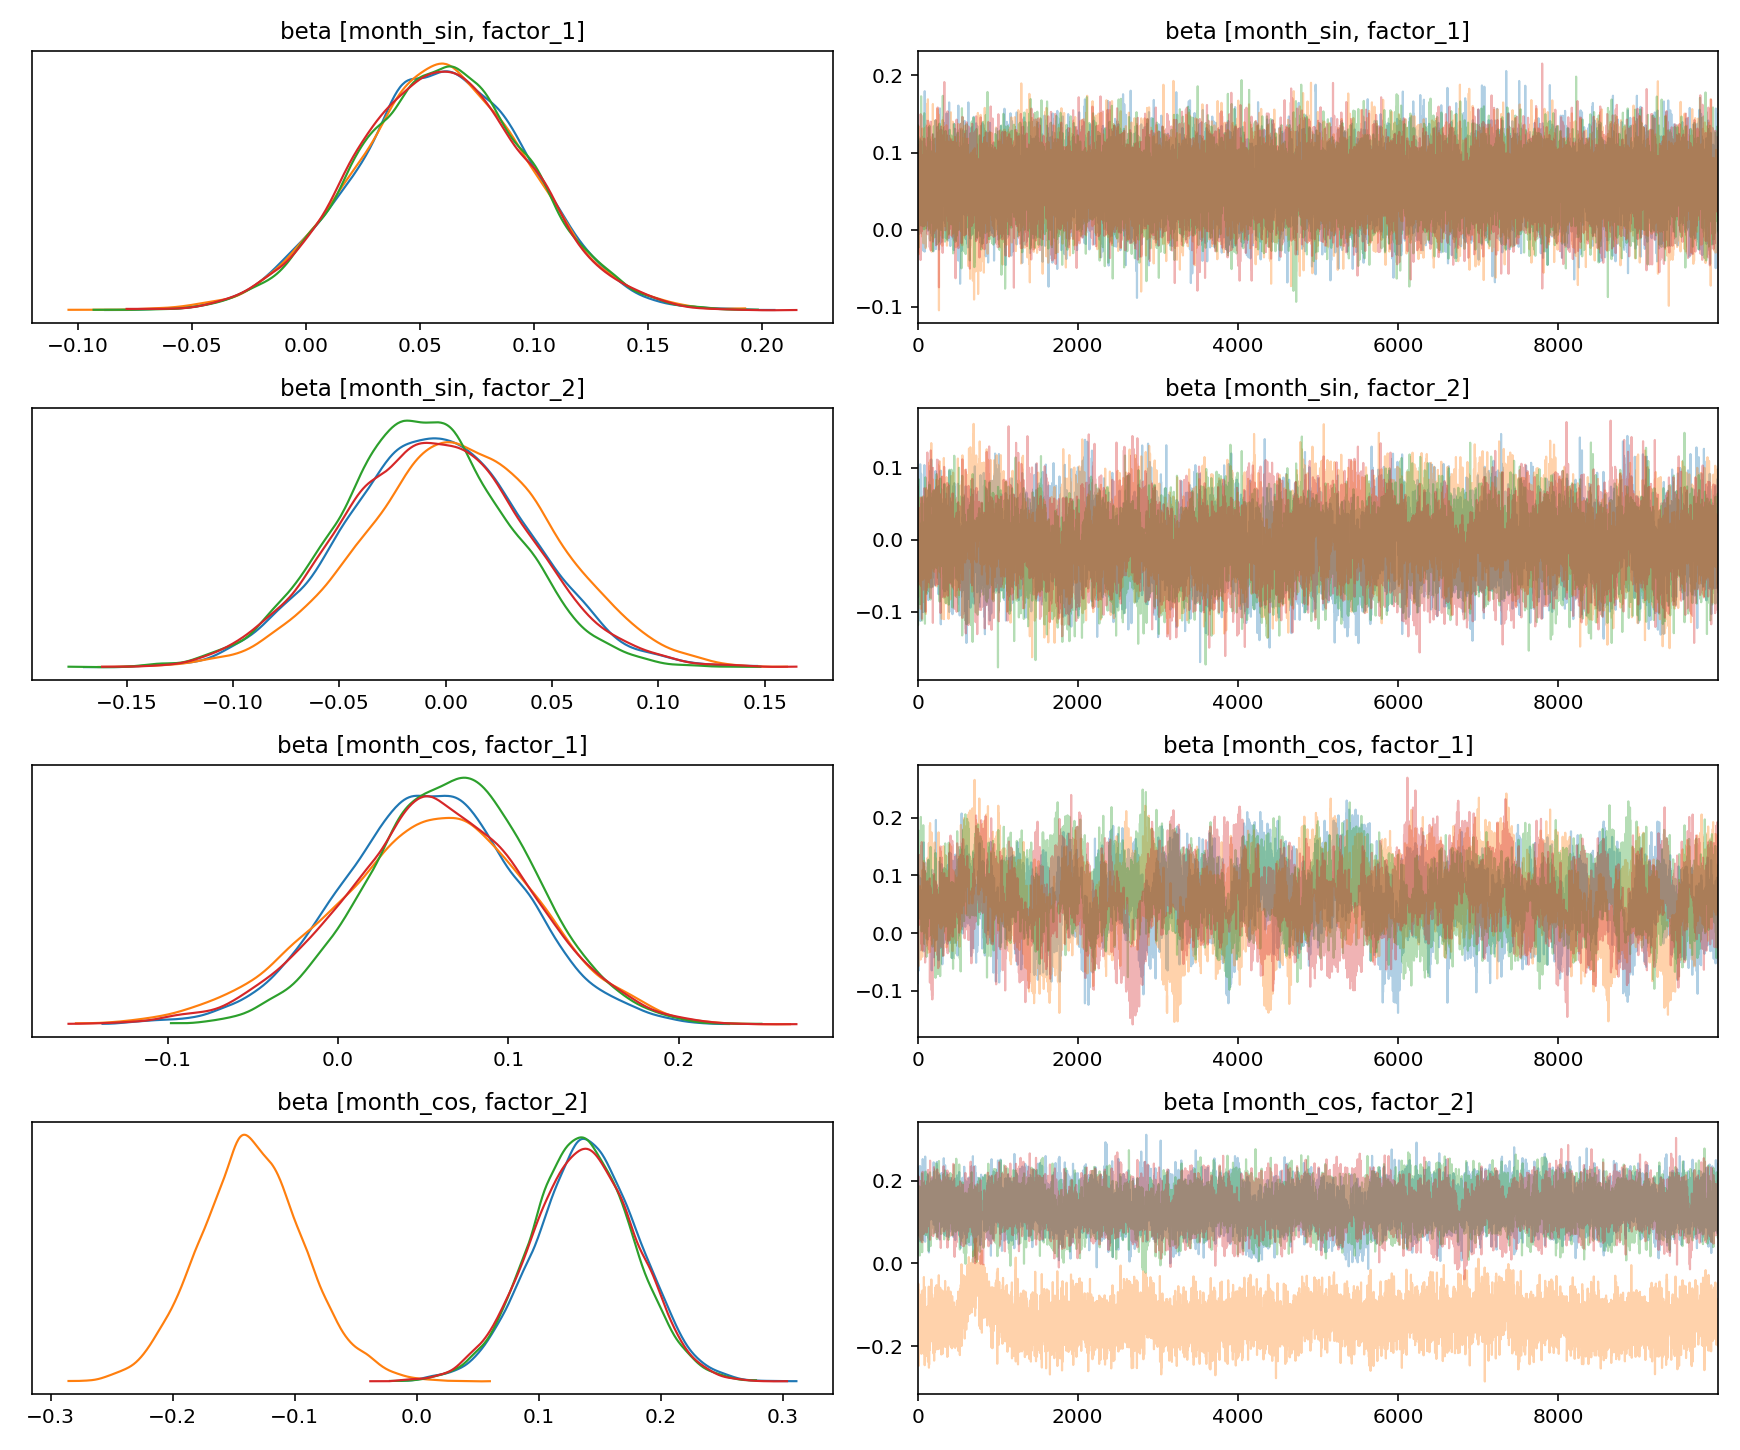 beta [month_sin, factor_1]
−0.10 −0.05 0.00 0.05 0.10 0.15 0.20
beta [month_sin, factor_1]
0.2
0.1
0.0
−0.1
0 2000 4000 6000 8000
beta [month_sin, factor_2]
−0.15 −0.10 −0.05 0.00 0.05 0.10 0.15
beta [month_sin, factor_2]
0.1
0.0
−0.1
0 2000 4000 6000 8000
beta [month_cos, factor_1]
−0.1 0.0 0.1 0.2
beta [month_cos, factor_1]
0.2
0.1
0.0
−0.1
0 2000 4000 6000 8000
beta [month_cos, factor_2]
−0.3 −0.2 −0.1 0.0 0.1 0.2 0.3
beta [month_cos, factor_2]
0.2
0.0
−0.2
0 2000 4000 6000 8000